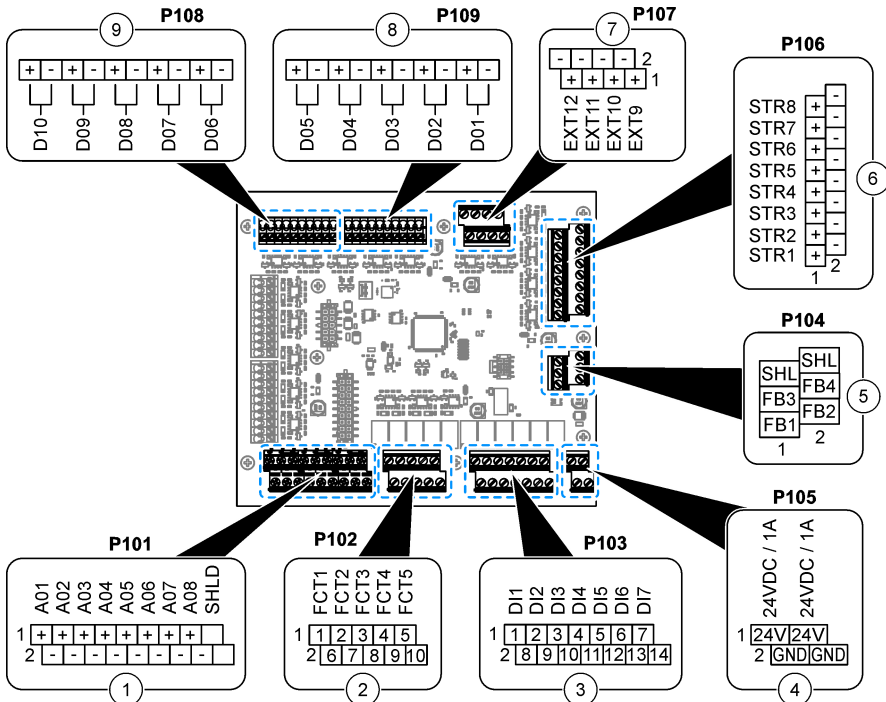 9 P108
+ - + - + - + - + -
D10 D09 D08 D07 D06
8 P109
+ - + - + - + - + -
D05 D04 D03 D02 D01
7 P107
- - - - 2
+ + + + 1
EXT12 EXT11 EXT10 EXT9
P106
-
STR8 + -
STR7 + -
STR6 + -
STR5 + -
STR4 + -
STR3 + -
STR2 + -
STR1 +
1 2
6
P104
SHL SHL
FB3 FB4
FB1 FB2
1 2
5
P101
A01 A02 A03 A04 A05 A06 A07 A08 SHLD
1 + + + + + + + +
2 - - - - - - - -
1
P102
FCT1 FCT2 FCT3 FCT4 FCT5
1 1 2 3 4 5
2 6 7 8 9 10
2
P103
DI1 DI2 DI3 DI4 DI5 DI6 DI7
1 1 2 3 4 5 6 7
2 8 9 10 11 12 13 14
3
P105
24VDC / 1A 24VDC / 1A
1 24V 24V
2 GND GND
4